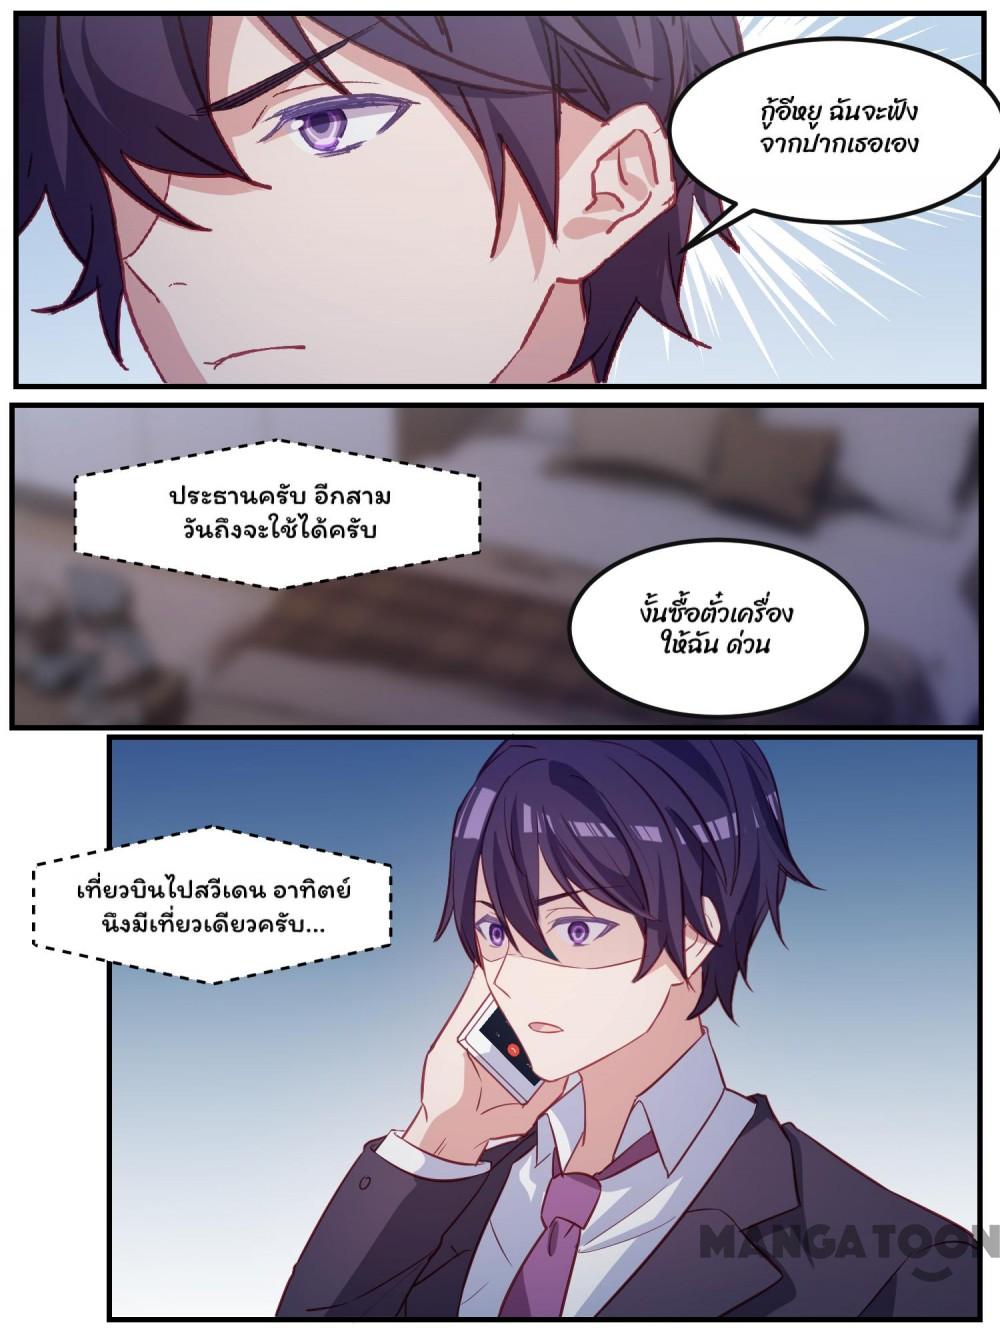 กู้อีหยู ฉันจะฟัง
จากปากเธอเอง
ประธานครับ อีกสาม
วันถึงจะใช้ได้ครับ
งั้นซื้อตั๋วเครื่อง
ให้ฉัน ด่วน
เที่ยวบินไปสวีเดน อาทิตย์
นึงมีเที่ยวเดียวครับ...
MANGATOON